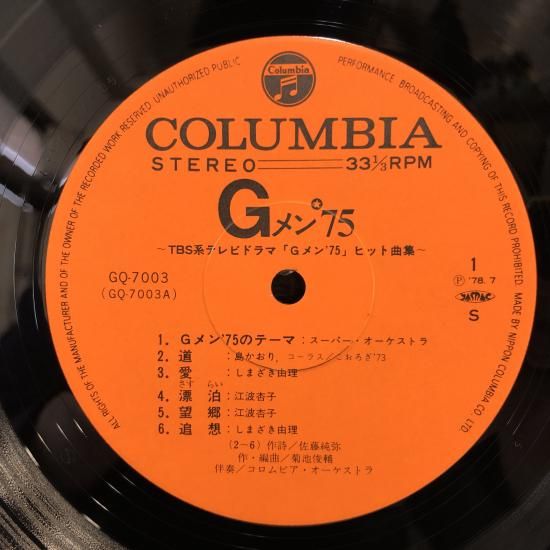 ALL RIGHTS OF THE MANUFACTURER AND OF THE OWNER OF THE RECORDED WORK RESERVED UNAUTHORIZED PUBLIC PERFORMANCE BROADCASTING AND COPYING OF THIS RECORD PROHIBITED. MADE BY NIPPON COLUMBIA CO. LTD.
Columbia
COLUMBIA
STEREO 33⅓RPM
Gメン'75
~TBS系テレビドラマ「Gメン'75」ヒット曲集~
GQ-7003
(GQ-7003A)
1
Ⓟ '78.7
JASRAC
S
1. Gメン'75のテーマ:スーパー・オーケストラ
2. 道 :島かおり, コーラス/こおろぎ'73
3. 愛 :しまざき由理
さすらい
4. 漂泊:江波杏子
5. 望郷:江波杏子
6. 追想:しまざき由理
(2~6) 作詩/佐藤純弥
作・編曲/菊池俊輔
伴奏/コロムビア・オーケストラ